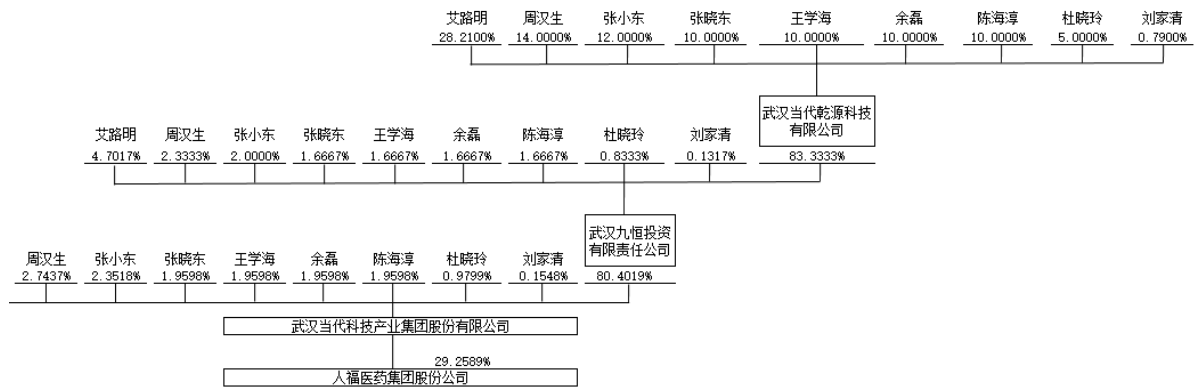 艾路明 周汉生 张小东 张晓东 王学海 余磊 陈海淳 杜晓玲 刘家清
28.2100% 14.0000% 12.0000% 10.0000% 10.0000% 10.0000% 10.0000% 5.0000% 0.7900%
武汉当代乾源科技
有限公司
艾路明 周汉生 张小东 张晓东 王学海 余磊 陈海淳 杜晓玲 刘家清
4.7017% 2.3333% 2.0000% 1.6667% 1.6667% 1.6667% 1.6667% 0.8333% 0.1317% 83.3333%
武汉九恒投资
有限责任公司
周汉生 张小东 张晓东 王学海 余磊 陈海淳 杜晓玲 刘家清
2.7437% 2.3518% 1.9598% 1.9598% 1.9598% 1.9598% 0.9799% 0.1548% 80.4019%
武汉当代科技产业集团股份有限公司
29.2589%
人福医药集团股份公司